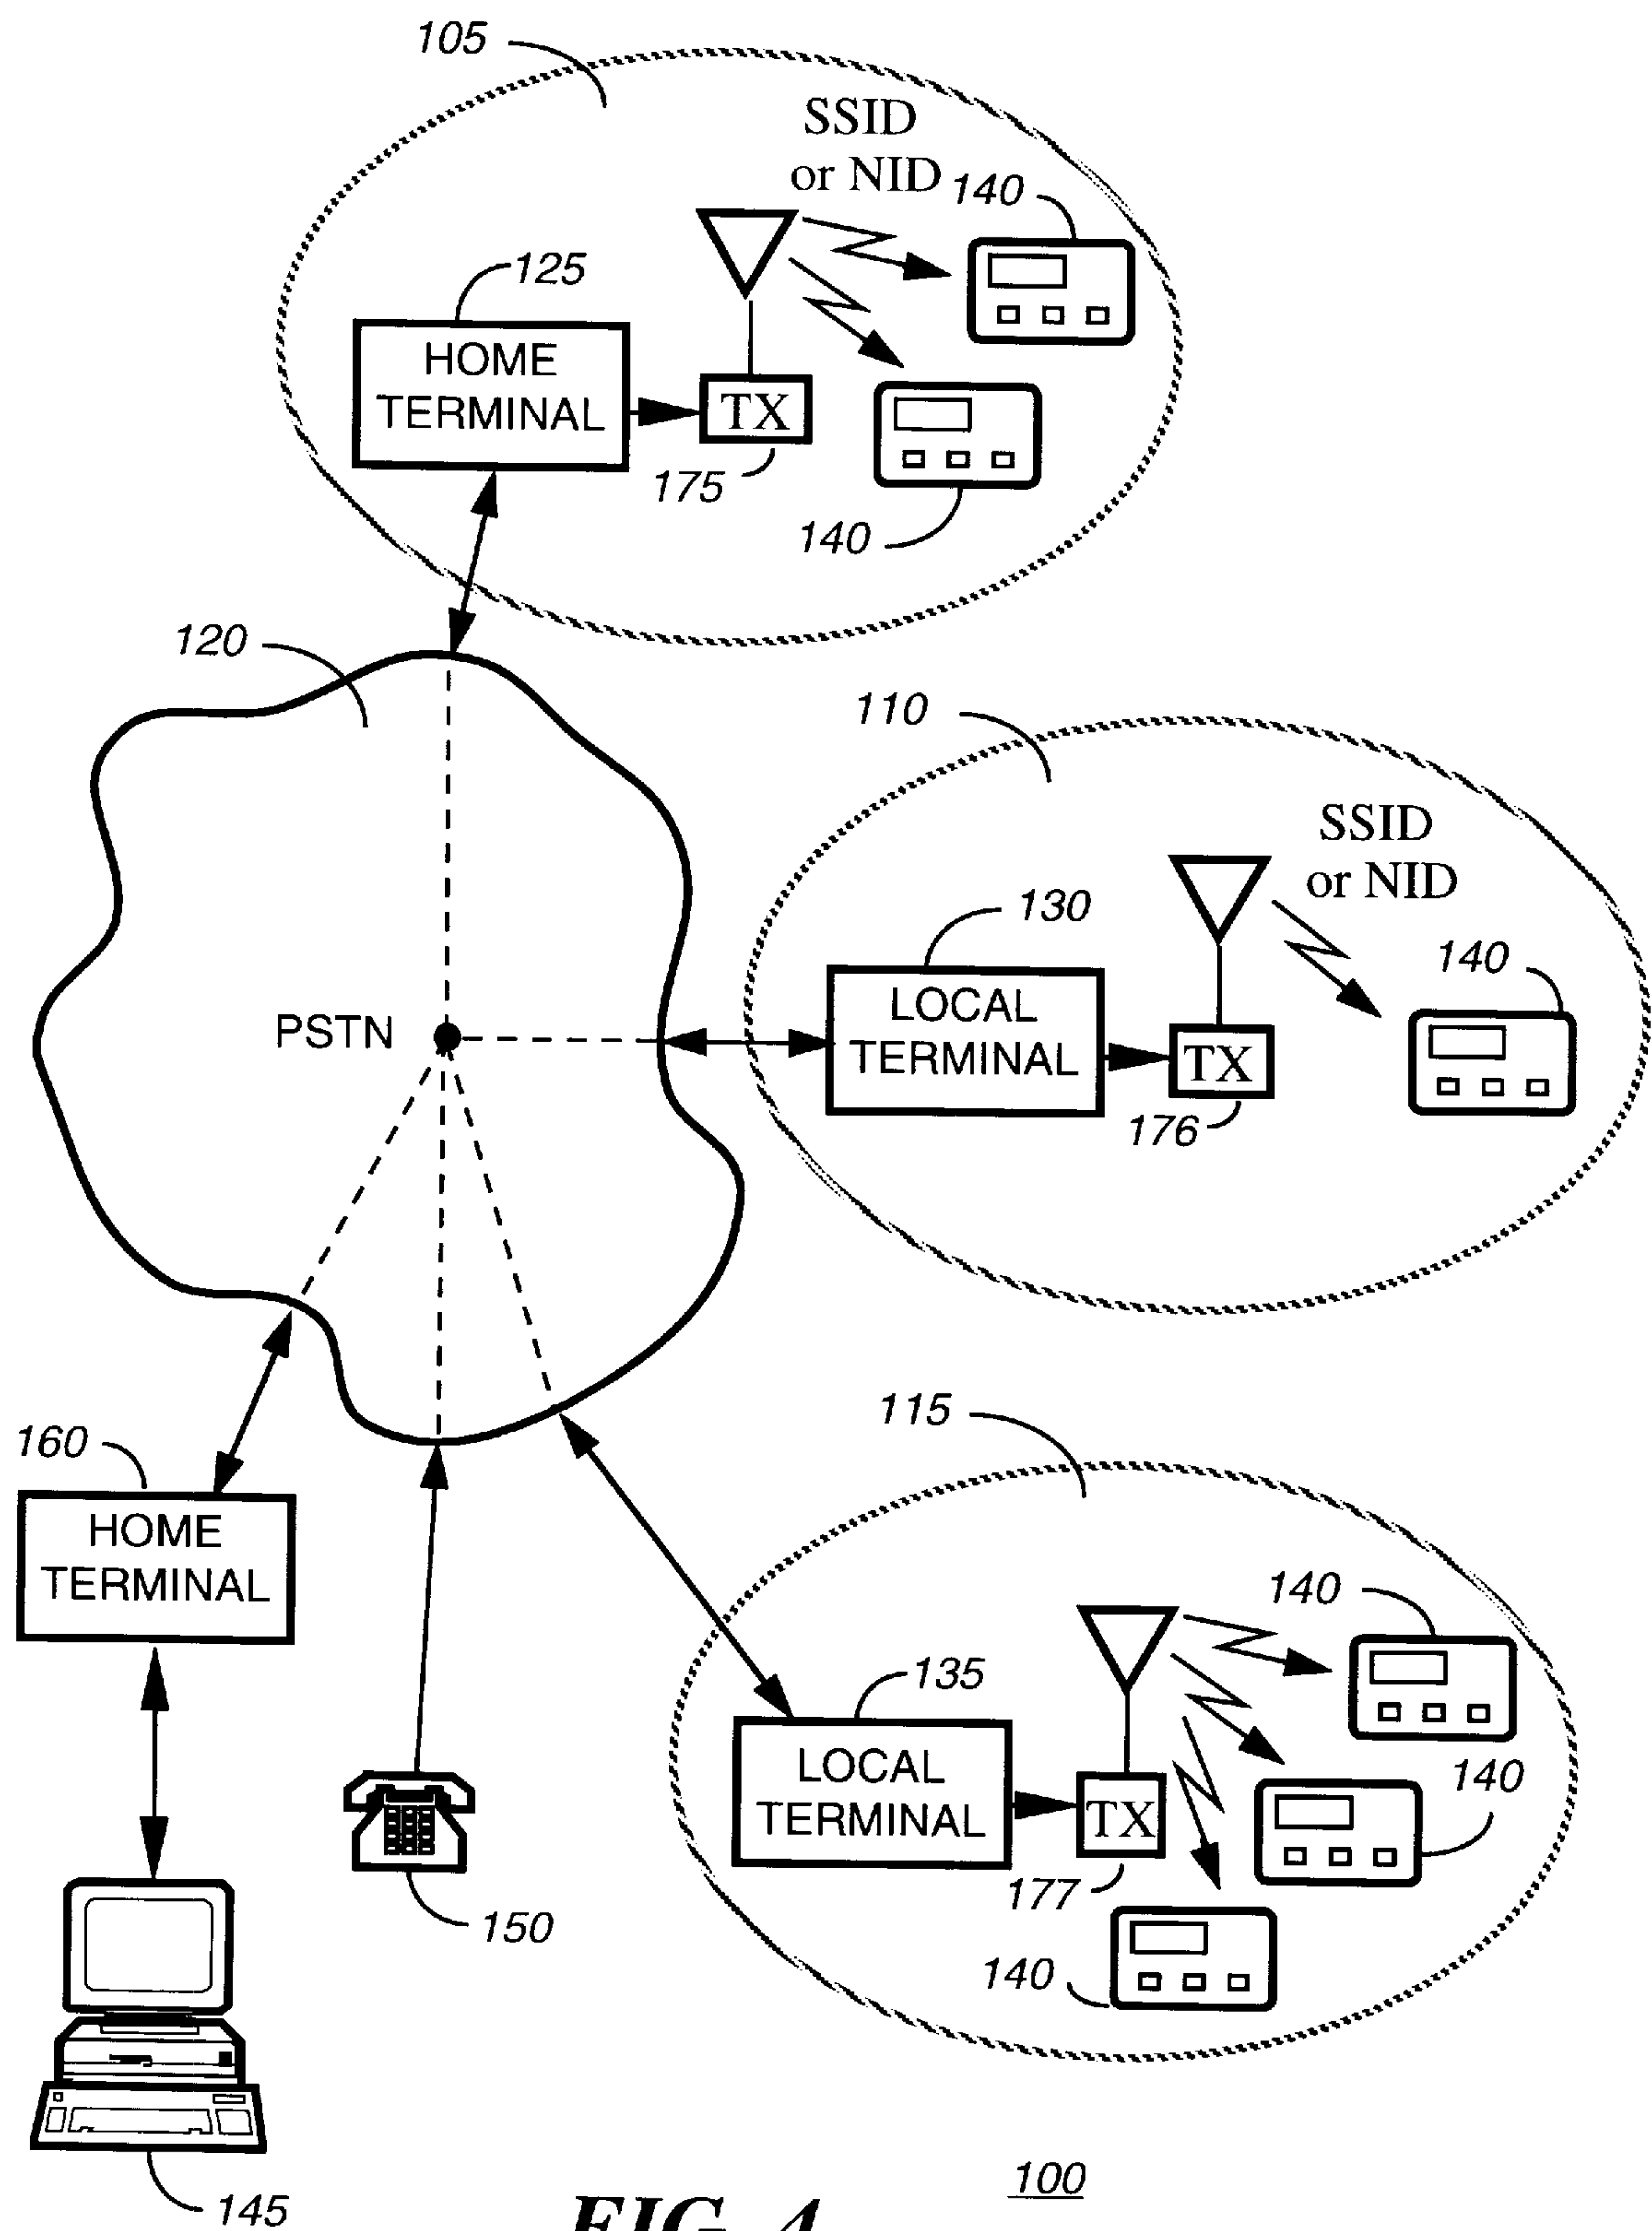 105
SSID
or NID
140
125
HOME
TERMINAL
TX
175
140
120
110
SSID
or NID
130
140
LOCAL
TERMINAL
PSTN
TX
176
115
160
HOME
TERMINAL
140
135
LOCAL
TERMINAL
140
TX
177
150
140
100
145
FIG. 4